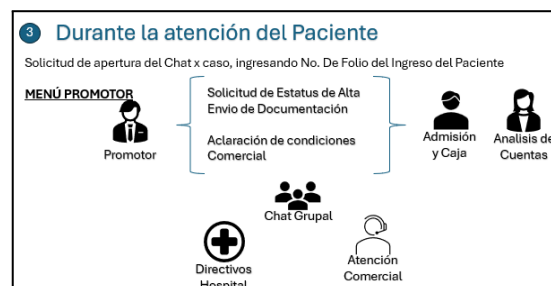 3 Durante la atención del Paciente
Solicitud de apertura del Chat x caso, ingresando No. De Folio del Ingreso del Paciente
MENÚ PROMOTOR
Promotor
Solicitud de Estatus de Alta
Envio de Documentación
Aclaración de condiciones
Comercial
Admisión
y Caja
Analisis de
Cuentas
Chat Grupal
Directivos
Hospital
Atención
Comercial